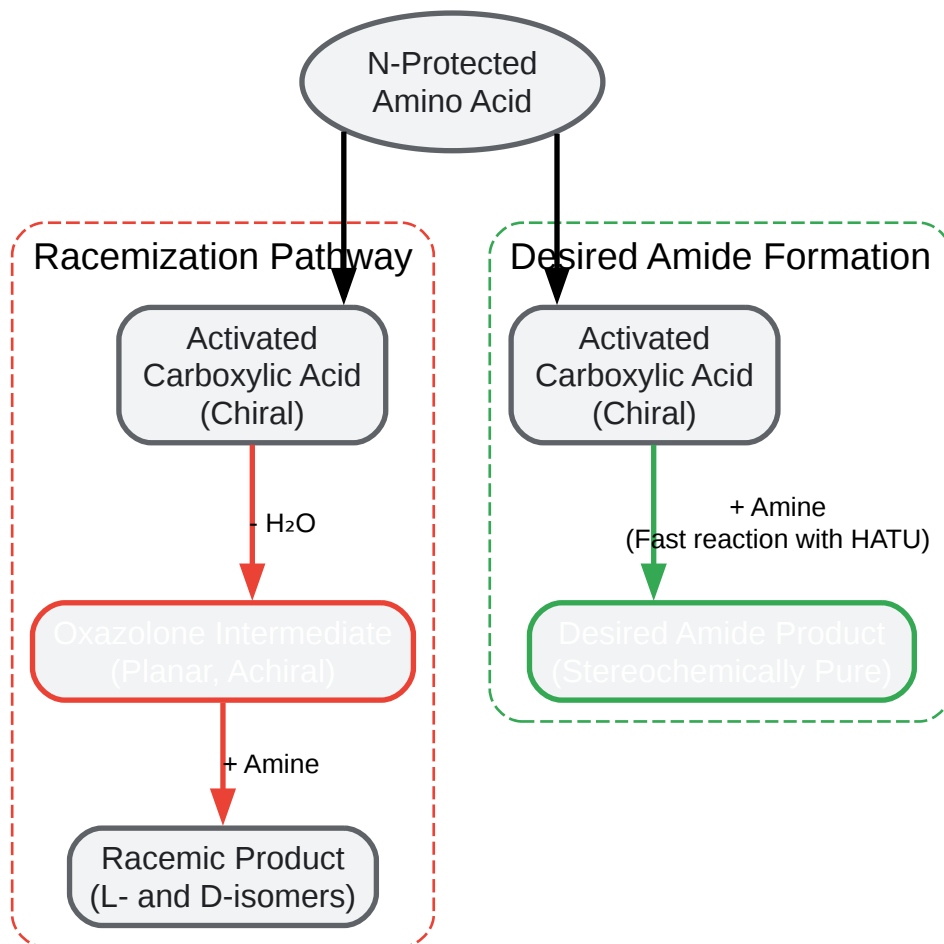 N-Protected
Amino Acid
Racemization Pathway
Desired Amide Formation
Activated
Carboxylic Acid
(Chiral)
Activated
Carboxylic Acid
(Chiral)
- H₂O
+ Amine
(Fast reaction with HATU)
Oxazolone Intermediate
(Planar, Achiral)
Desired Amide Product
(Stereochemically Pure)
+ Amine
Racemic Product
(L- and D-isomers)